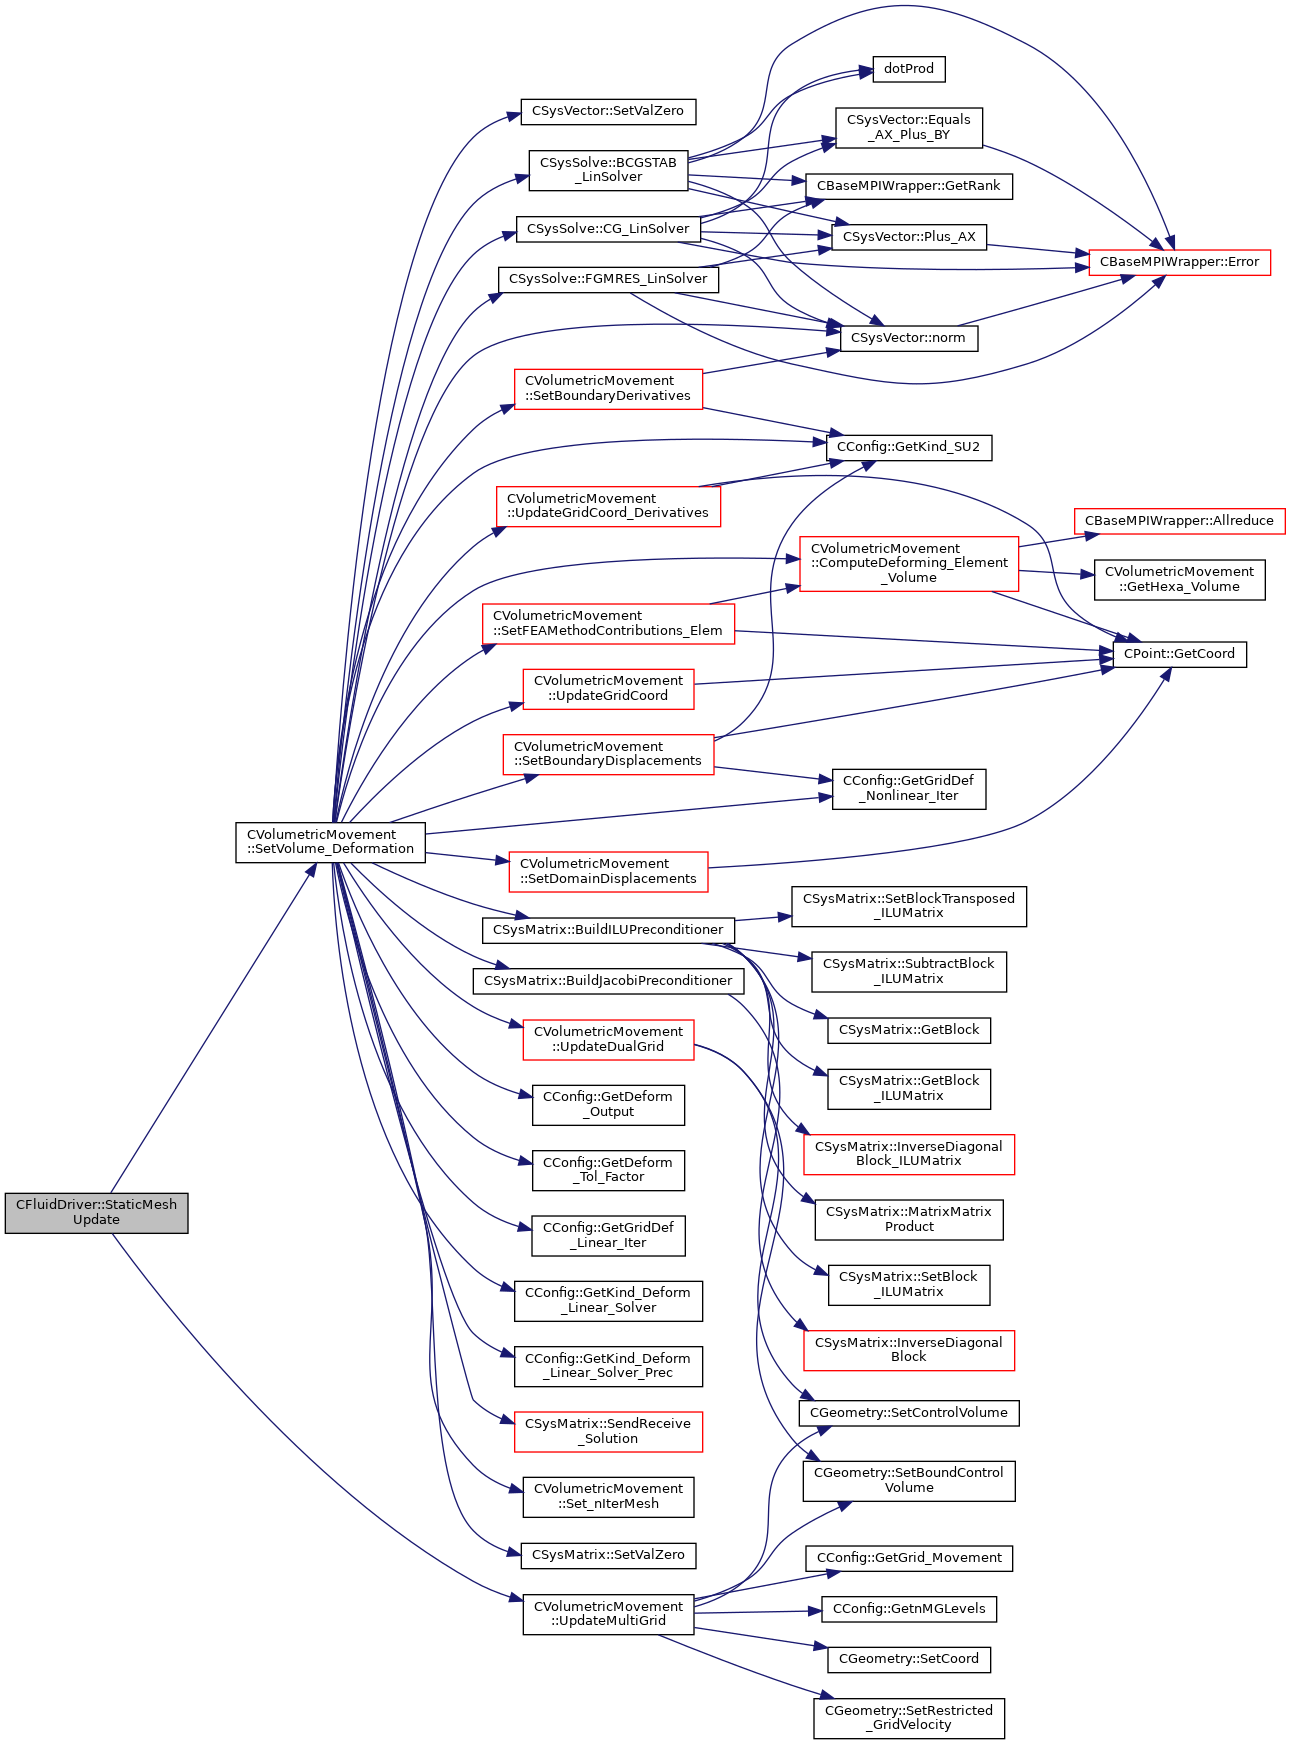 CFluidDriver::StaticMesh
Update
CVolumetricMovement
::SetVolume_Deformation
CSysVector::SetValZero
CSysSolve::BCGSTAB
_LinSolver
CSysSolve::CG_LinSolver
CSysSolve::FGMRES_LinSolver
CVolumetricMovement
::SetBoundaryDerivatives
CVolumetricMovement
::UpdateGridCoord_Derivatives
CVolumetricMovement
::SetFEAMethodContributions_Elem
CVolumetricMovement
::UpdateGridCoord
CVolumetricMovement
::SetBoundaryDisplacements
CVolumetricMovement
::SetDomainDisplacements
CSysMatrix::BuildILUPreconditioner
CSysMatrix::BuildJacobiPreconditioner
CVolumetricMovement
::UpdateDualGrid
CConfig::GetDeform
_Output
CConfig::GetDeform
_Tol_Factor
CConfig::GetGridDef
_Linear_Iter
CConfig::GetKind_Deform
_Linear_Solver
CConfig::GetKind_Deform
_Linear_Solver_Prec
CSysMatrix::SendReceive
_Solution
CVolumetricMovement
::Set_nIterMesh
CSysMatrix::SetValZero
CVolumetricMovement
::UpdateMultiGrid
dotProd
CSysVector::Equals
_AX_Plus_BY
CBaseMPIWrapper::GetRank
CSysVector::Plus_AX
CSysVector::norm
CConfig::GetKind_SU2
CVolumetricMovement
::ComputeDeforming_Element
_Volume
CConfig::GetGridDef
_Nonlinear_Iter
CSysMatrix::SetBlockTransposed
_ILUMatrix
CSysMatrix::SubtractBlock
_ILUMatrix
CSysMatrix::GetBlock
CSysMatrix::GetBlock
_ILUMatrix
CSysMatrix::InverseDiagonal
Block_ILUMatrix
CSysMatrix::MatrixMatrix
Product
CSysMatrix::SetBlock
_ILUMatrix
CSysMatrix::InverseDiagonal
Block
CGeometry::SetControlVolume
CGeometry::SetBoundControl
Volume
CConfig::GetGrid_Movement
CConfig::GetnMGLevels
CGeometry::SetCoord
CGeometry::SetRestricted
_GridVelocity
CBaseMPIWrapper::Error
CBaseMPIWrapper::Allreduce
CVolumetricMovement
::GetHexa_Volume
CPoint::GetCoord